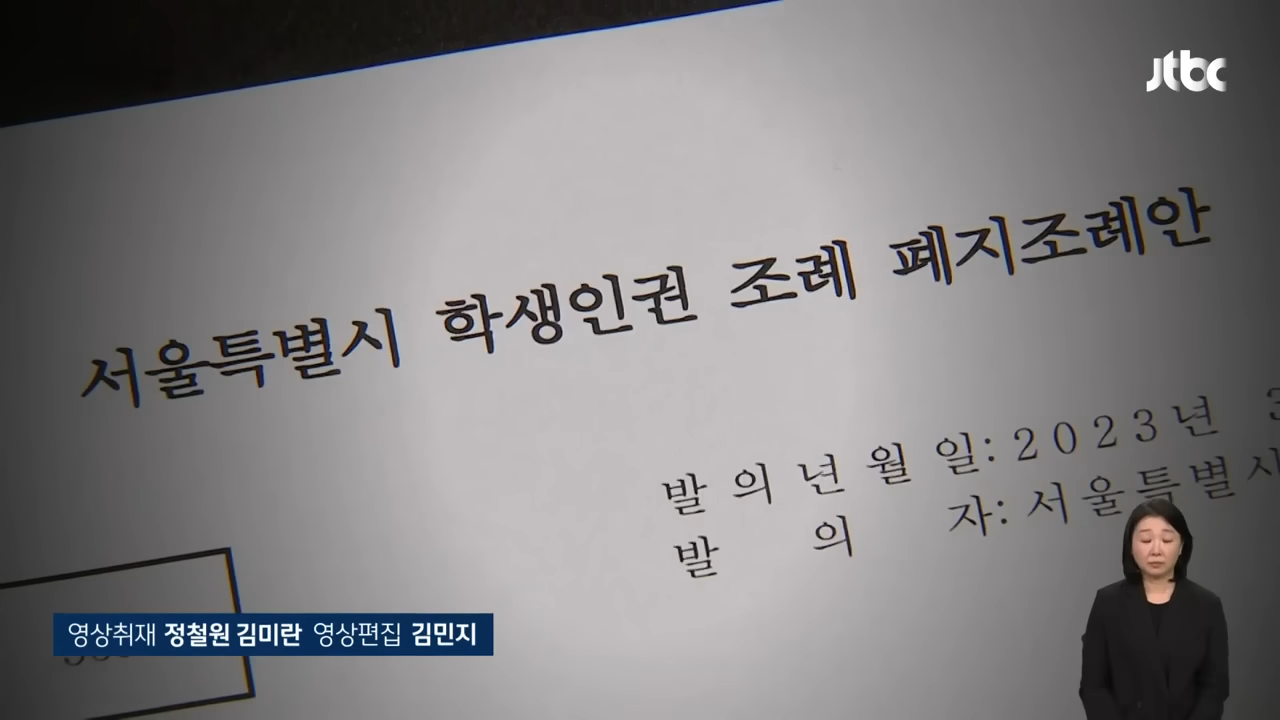 jtbc
서울특별시 학생인권 조례 폐지조례안
발의년월일: 2023년
발 의 자: 서울특별시
영상취재 정철원 김미란 영상편집 김민지